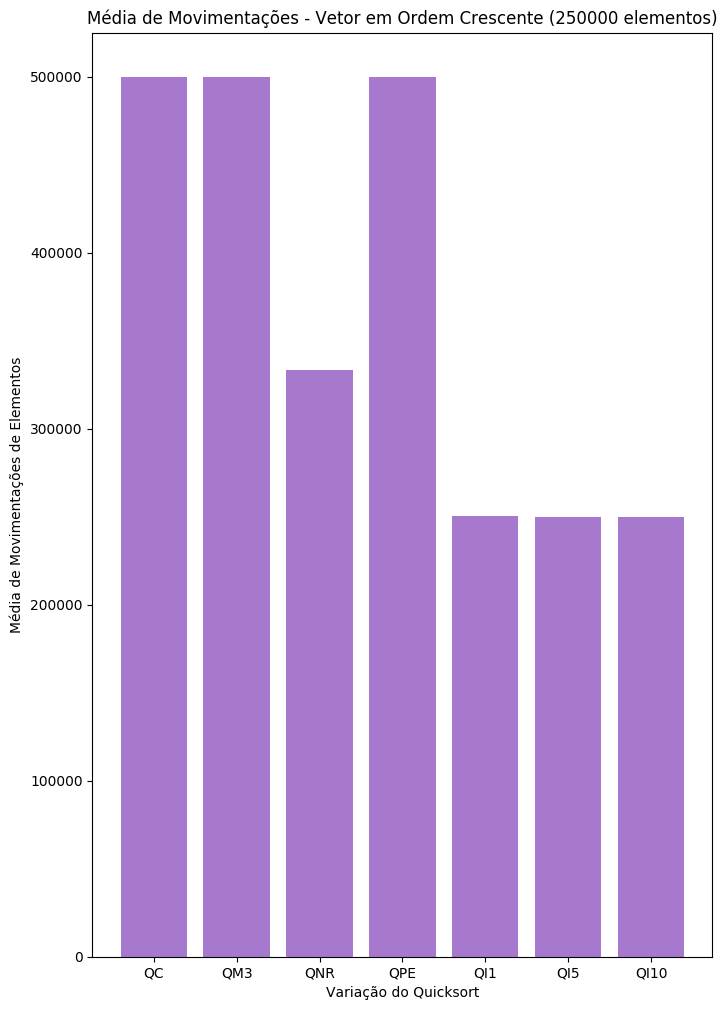 Média de Movimentações - Vetor em Ordem Crescente (250000 elementos)
Média de Movimentações de Elementos
500000
400000
300000
200000
100000
0
QC QM3 QNR QPE QI1 QI5 QI10
Variação do Quicksort